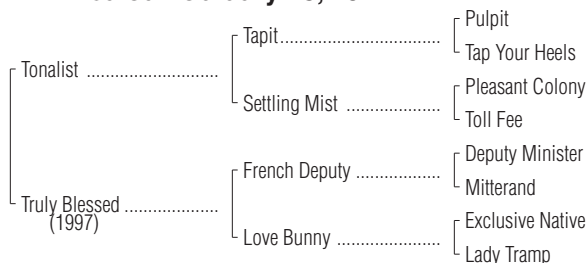 Pulpit
Tapit
Tap Your Heels
Tonalist
Pleasant Colony
Settling Mist
Toll Fee
Deputy Minister
French Deputy
Mitterand
Truly Blessed
(1997)
Exclusive Native
Love Bunny
Lady Tramp